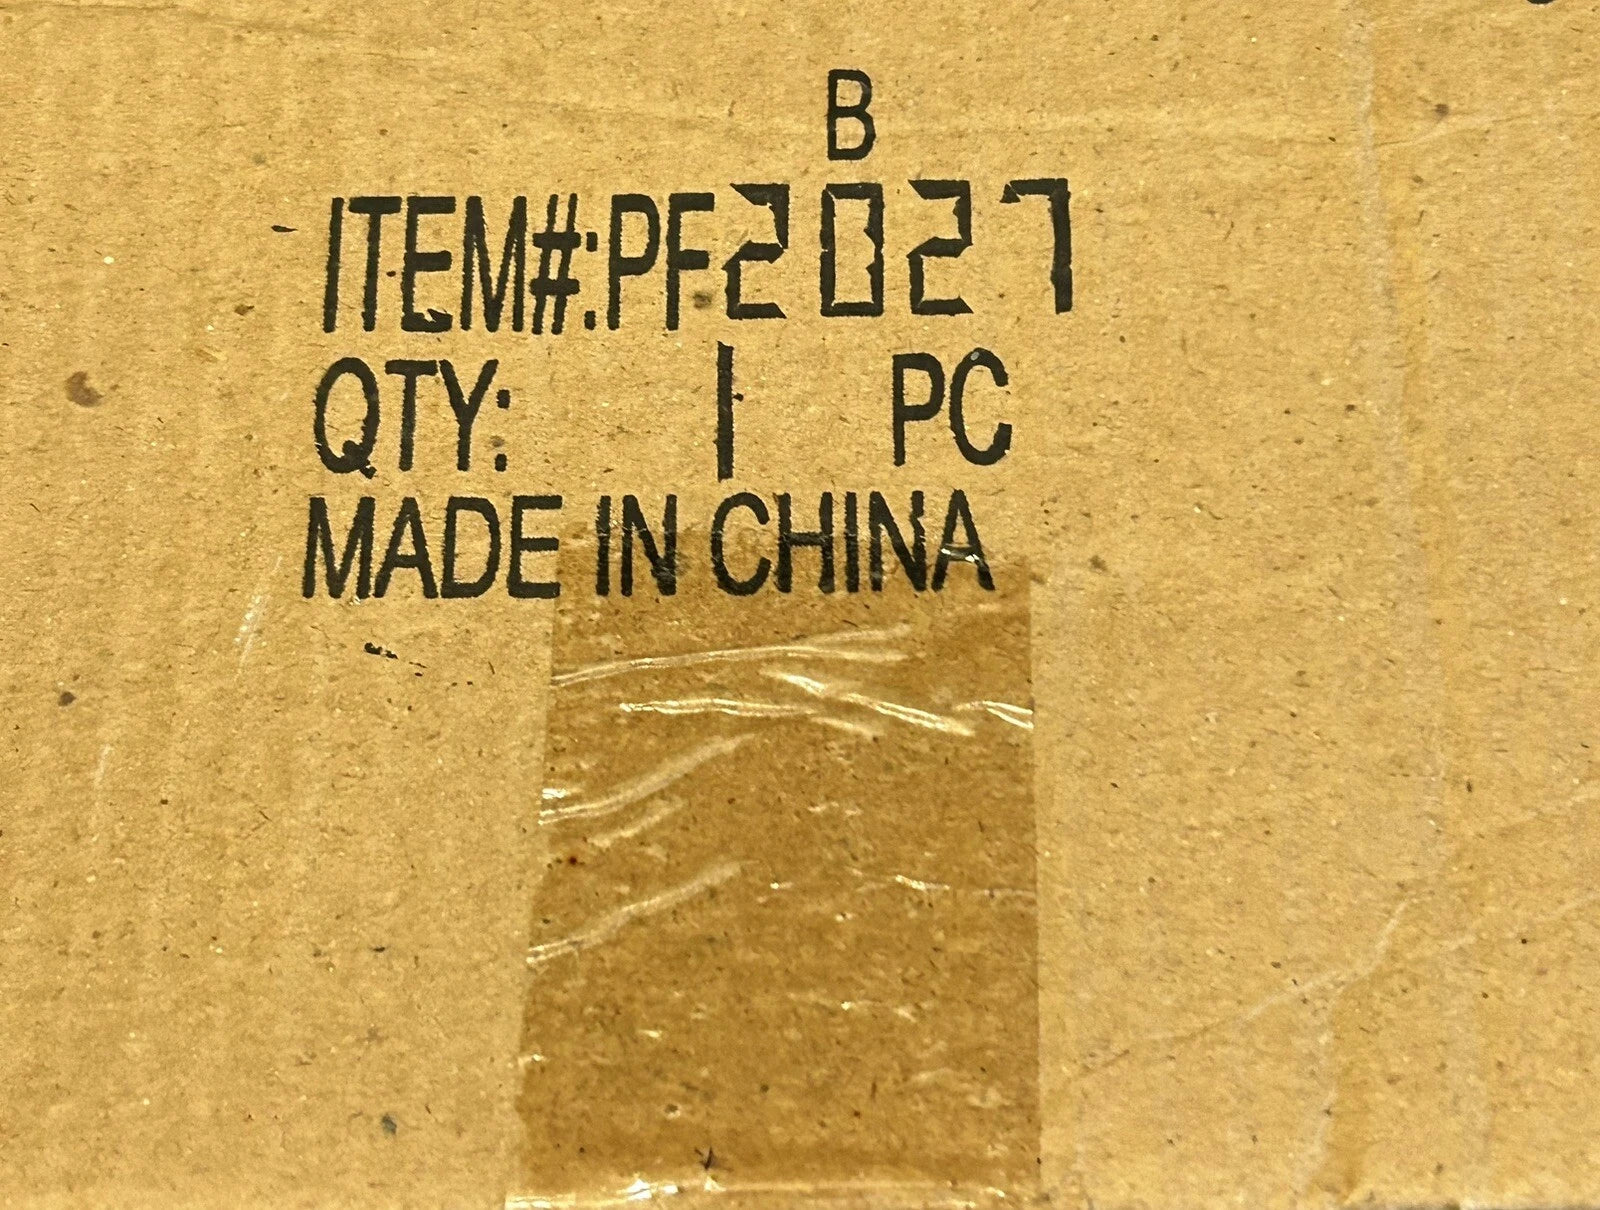 B
ITEM#:PF2027
QTY: 1 PC
MADE IN CHINA